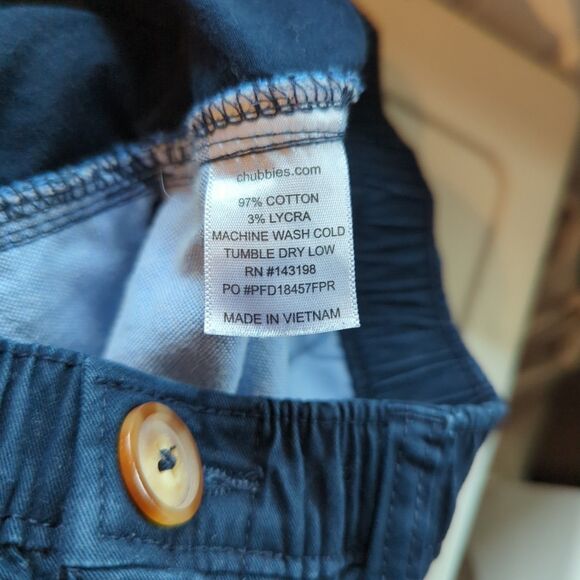 chubbies.com
97% COTTON
3% LYCRA
MACHINE WASH COLD
TUMBLE DRY LOW
RN #143198
PO #PFD18457FPR
MADE IN VIETNAM